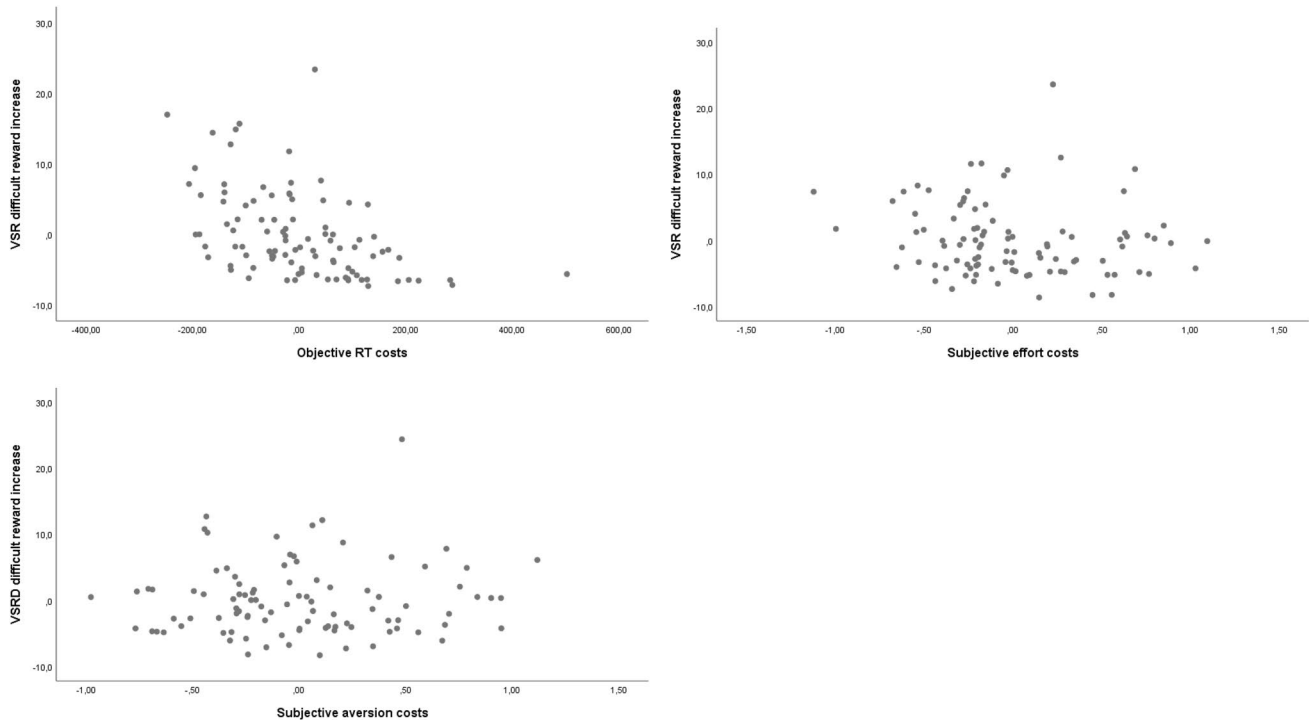 30,0
20,0
10,0
,0
-10,0
VSR difficult reward increase
-400,00 -200,00 ,00 200,00 400,00 600,00
Objective RT costs
30,0
20,0
10,0
,0
-10,0
VSR difficult reward increase
-1,50 -1,00 -,50 ,00 ,50 1,00 1,50
Subjective effort costs
30,0
20,0
10,0
,0
-10,0
VSRD difficult reward increase
-1,00 -,50 ,00 ,50 1,00 1,50
Subjective aversion costs